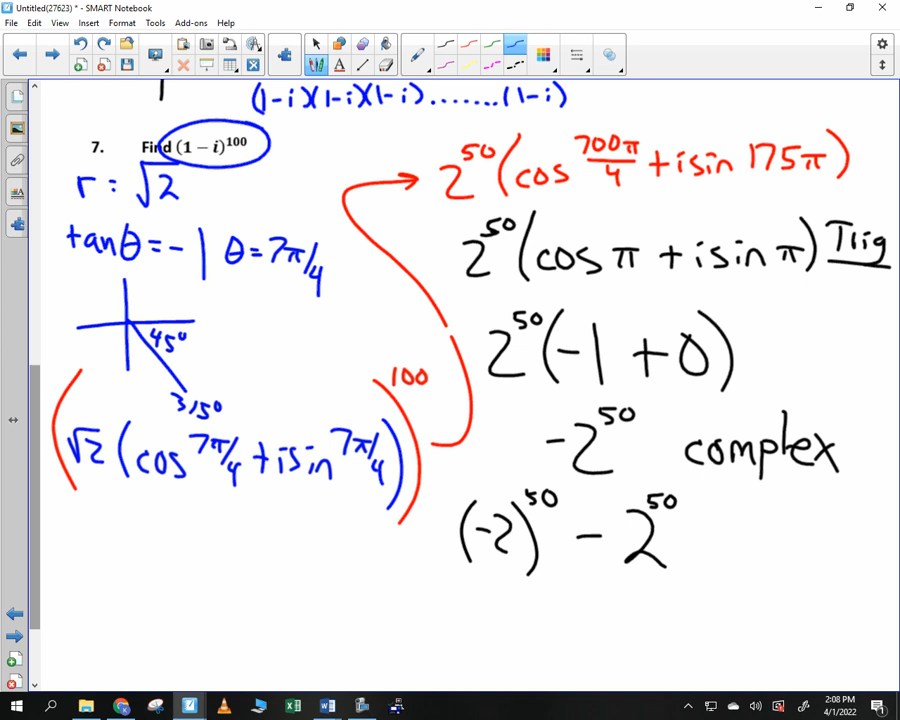 Untitled(27623) * - SMART Notebook
File Edit View Insert Format Tools Add-ons Help
(1-i)(1-i)(1-i).......(1-i)
7. Find (1 − i)^100
r = √2
tanθ = -1 θ = 7π/4
45°
315°
(√2 (cos 7π/4 + isin 7π/4))^100
2^50 (cos 700π/4 + isin 175π)
2^50 (cos π + isin π) Trig
2^50 (-1 + 0)
-2^50 complex
(-2)^50 - 2^50
2:08 PM
4/1/2022